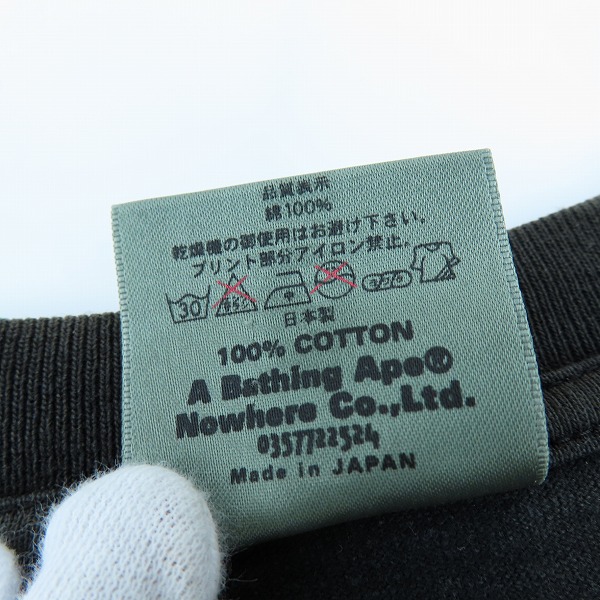 品質表示
綿100%
乾燥機の御使用はお避け下さい。
プリント部分アイロン禁止。
30
日本製
100% COTTON
A Bathing Ape®
Nowhere Co.,Ltd.
0357722524
Made in JAPAN